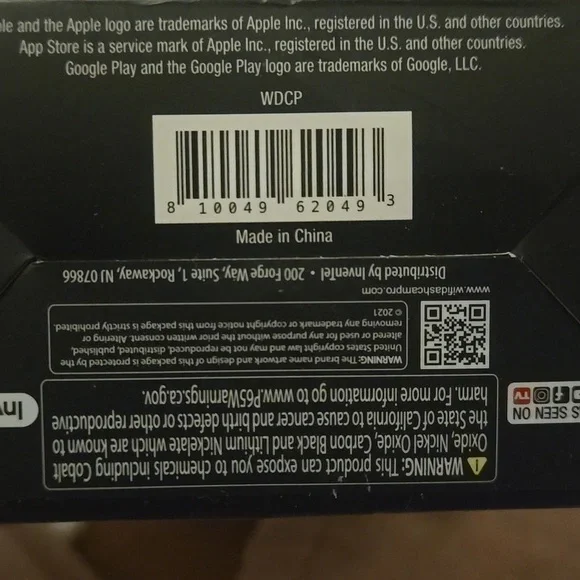 le and the Apple logo are trademarks of Apple Inc., registered in the U.S. and other countries.
App Store is a service mark of Apple Inc., registered in the U.S. and other countries.
Google Play and the Google Play logo are trademarks of Google, LLC.
WDCP
8 10049 62049 3
Made in China
Distributed by InvenTel • 200 Forge Way, Suite 1, Rockaway, NJ 07866
www.wifidashcampro.com
WARNING: The brand name artwork and design of this package is protected by the
United States copyright law and may not be reproduced, distributed, published,
altered or used for any purpose without the prior written consent. Altering or
removing any trademark or copyright notice from this package is strictly prohibited.
© 2021
WARNING: This product can expose you to chemicals including Cobalt
Oxide, Nickel Oxide, Carbon Black and Lithium Nickelate which are known to
the State of California to cause cancer and birth defects or other reproductive
harm. For more information go to www.P65Warnings.ca.gov.
S SEEN ON
TV
Inv